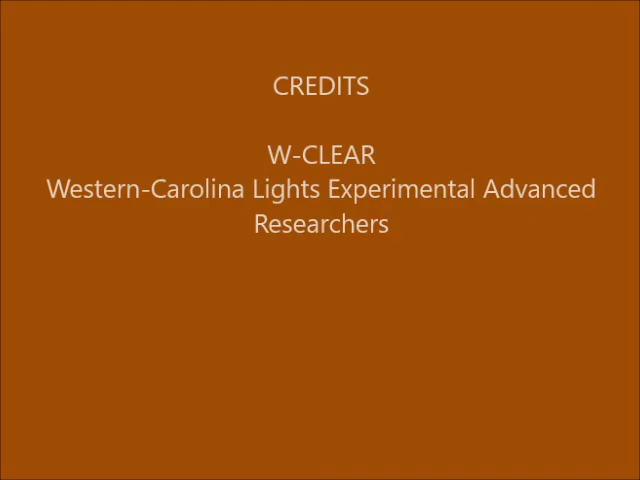 CREDITS
W-CLEAR
Western-Carolina Lights Experimental Advanced
Researchers